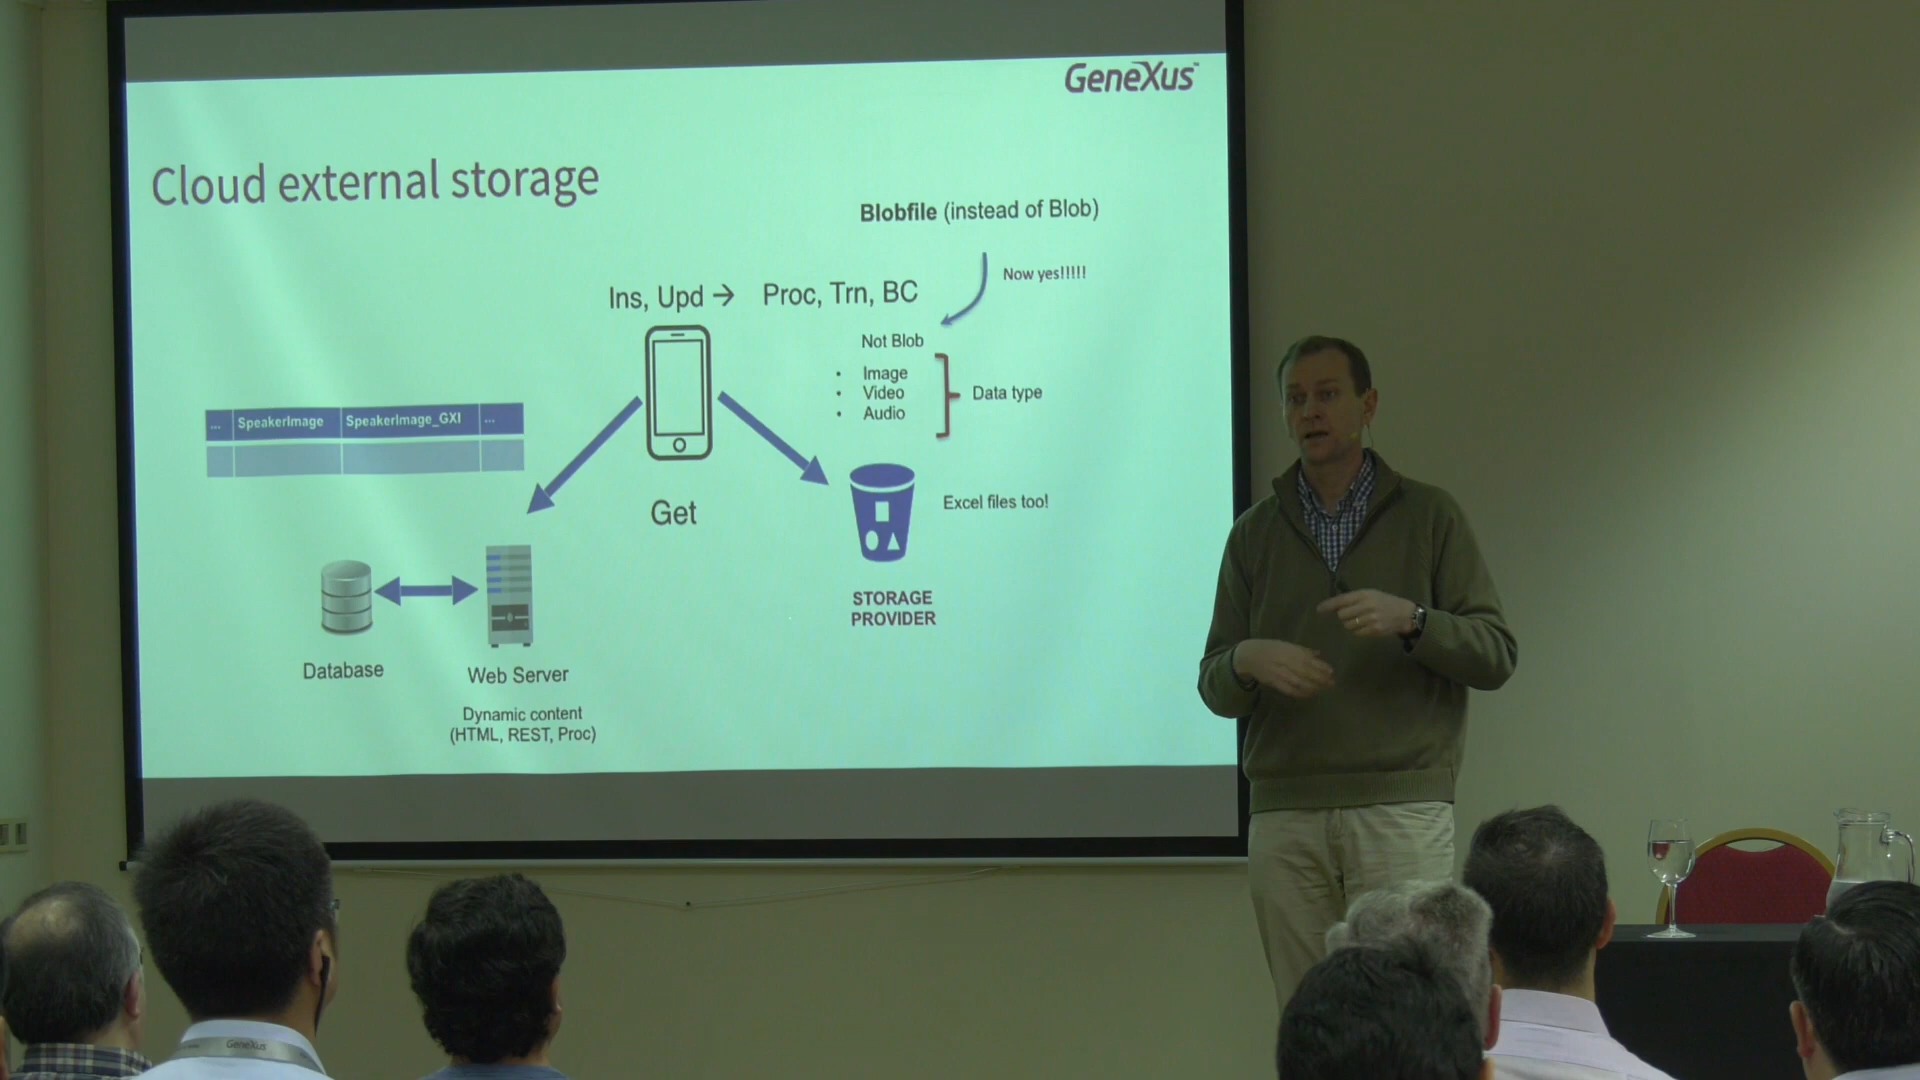 GeneXus™
Cloud external storage
Blobfile (instead of Blob)
Now yes!!!!!
Ins, Upd → Proc, Trn, BC
Not Blob
• Image
• Video
• Audio
Data type
... SpeakerImage SpeakerImage_GXI ...
Get
Excel files too!
STORAGE
PROVIDER
Database
Web Server
Dynamic content
(HTML, REST, Proc)
GeneXus